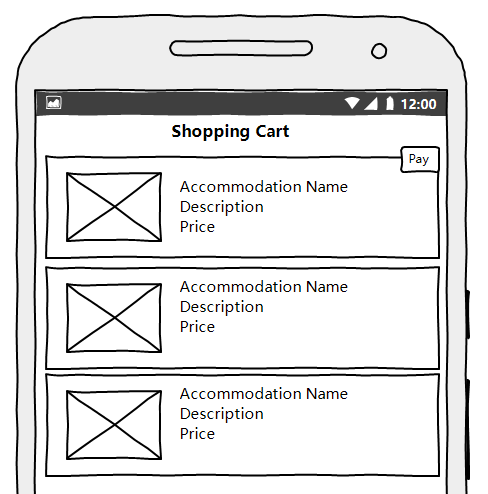 12:00
Shopping Cart
Pay
Accommodation Name
Description
Price
Accommodation Name
Description
Price
Accommodation Name
Description
Price